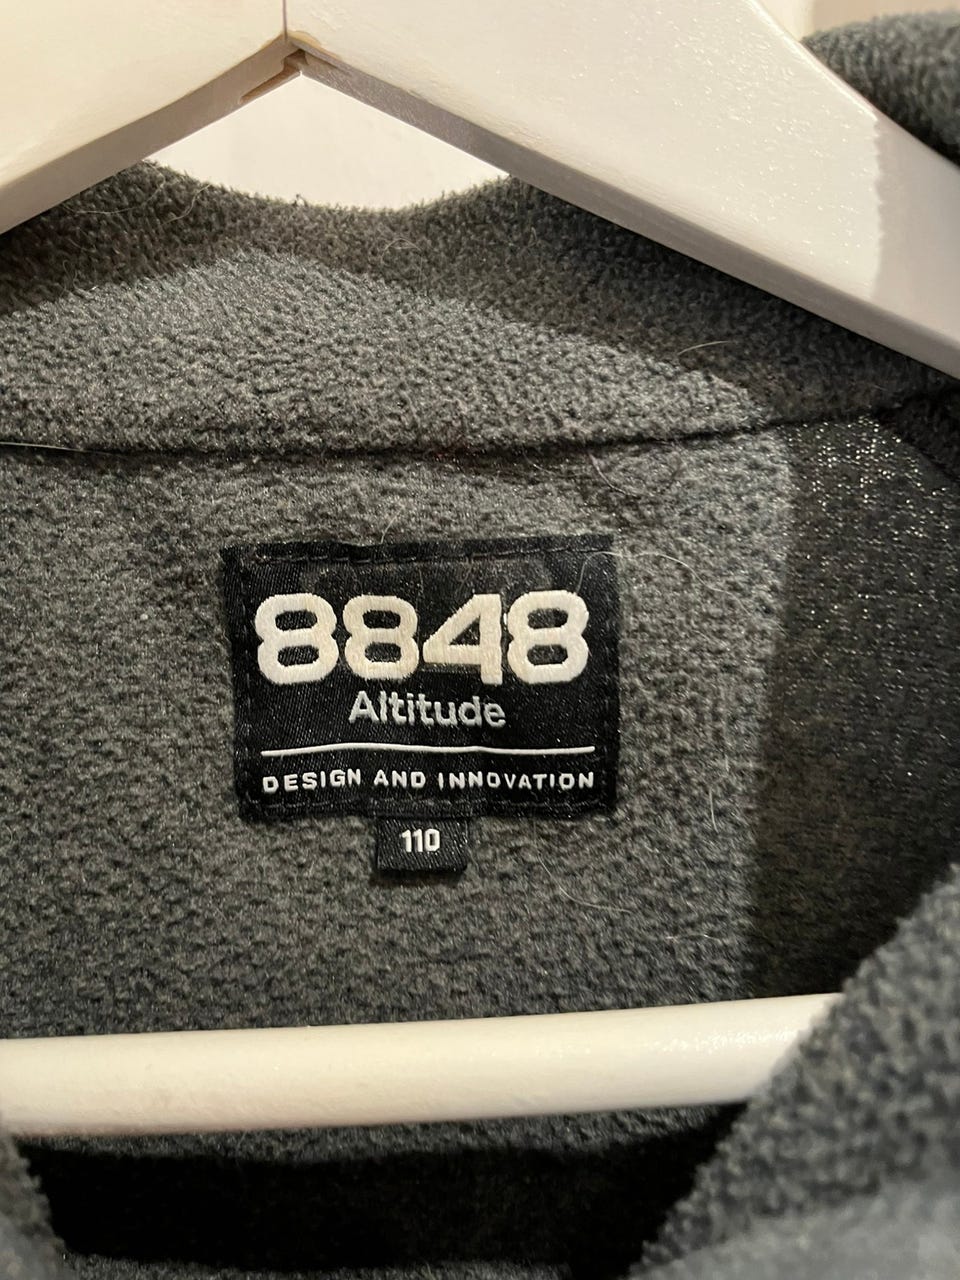 8848
Altitude
DESIGN AND INNOVATION
110